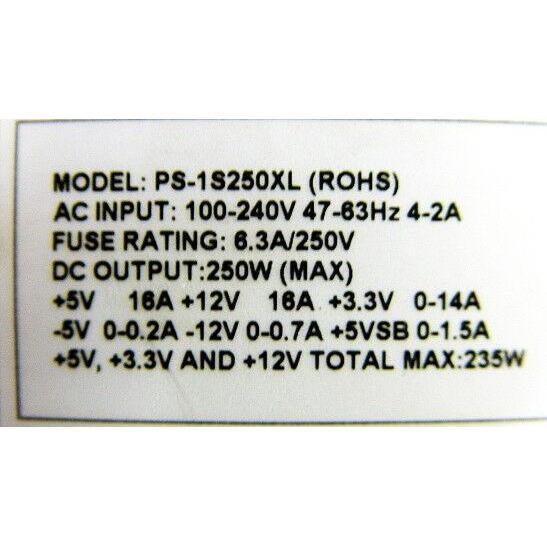 MODEL: PS-1S250XL (ROHS)
AC INPUT: 100-240V 47-63Hz 4-2A
FUSE RATING: 6.3A/250V
DC OUTPUT:250W (MAX)
+5V 16A +12V 16A +3.3V 0-14A
-5V 0-0.2A -12V 0-0.7A +5VSB 0-1.5A
+5V, +3.3V AND +12V TOTAL MAX:235W